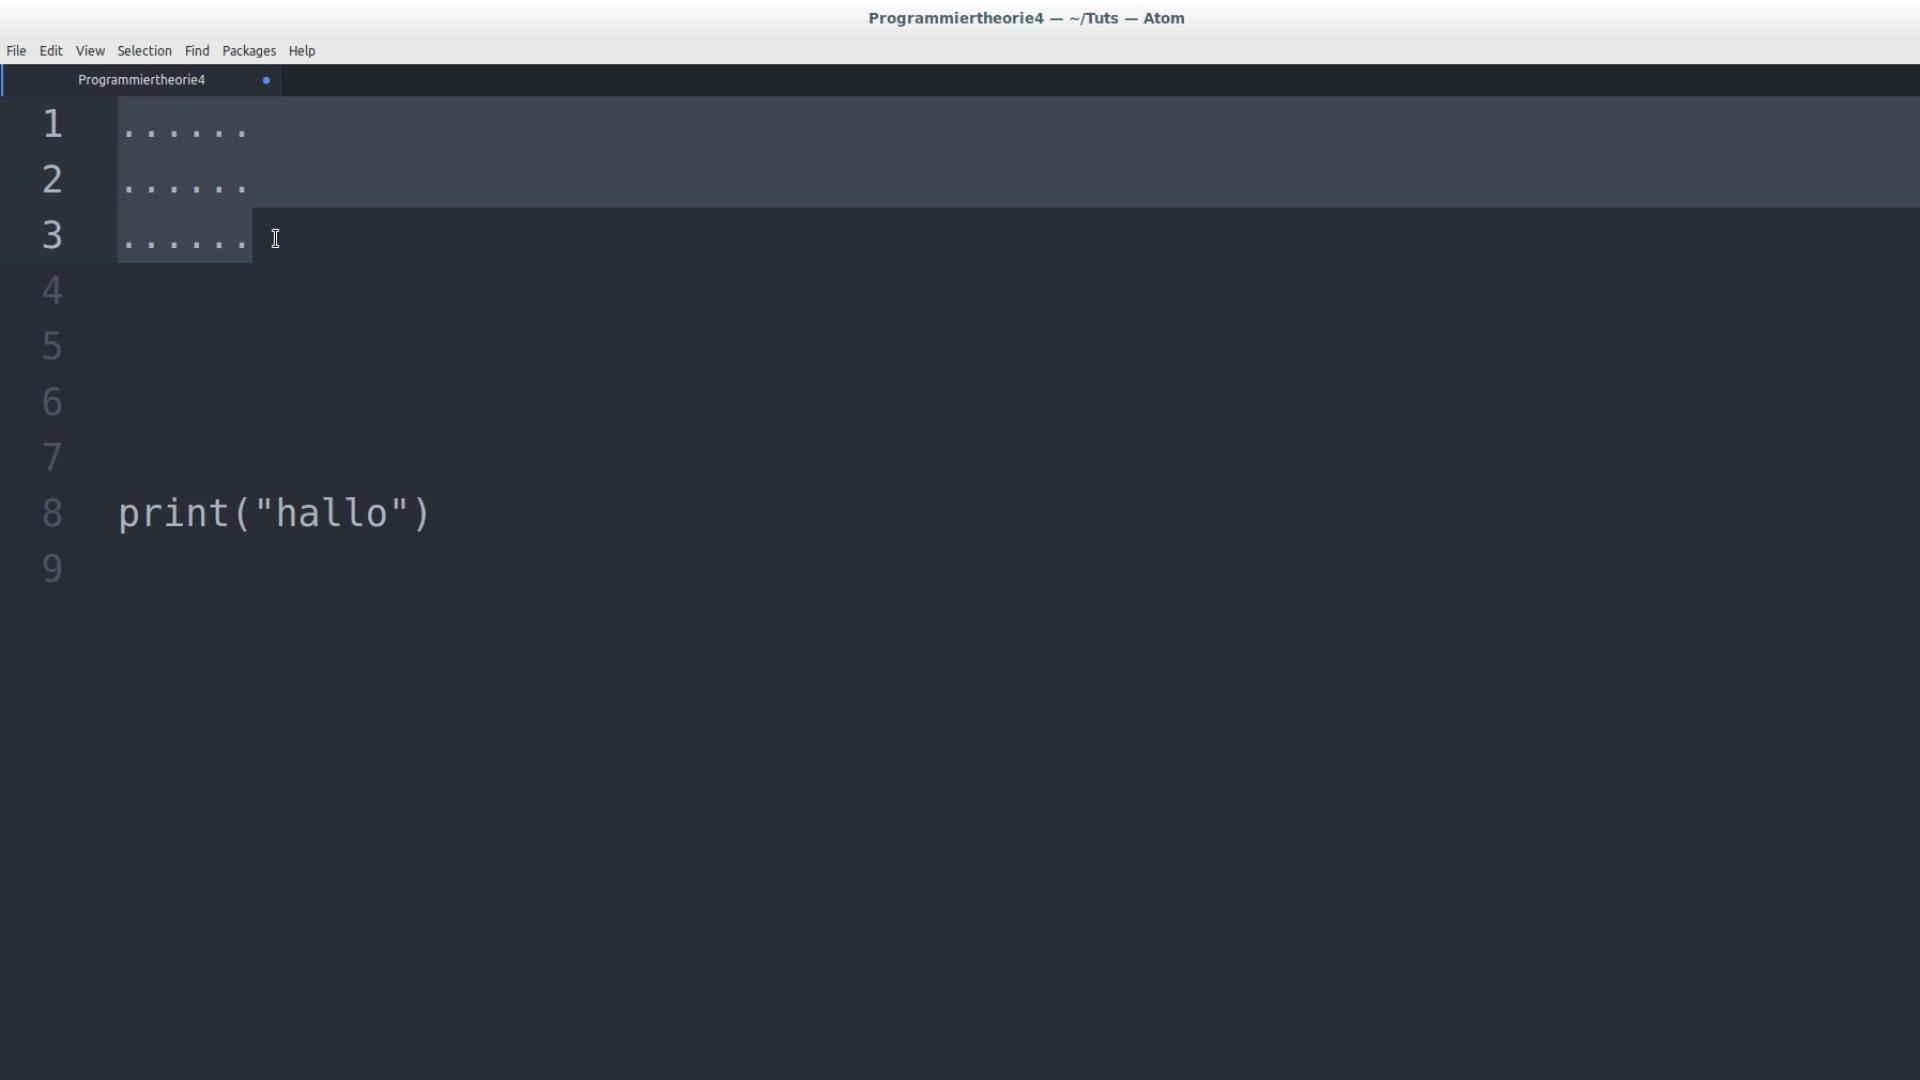 Programmiertheorie4 — ~/Tuts — Atom
File Edit View Selection Find Packages Help
Programmiertheorie4
1 ......
2 ......
3 ......
4
5
6
7
8 print("hallo")
9